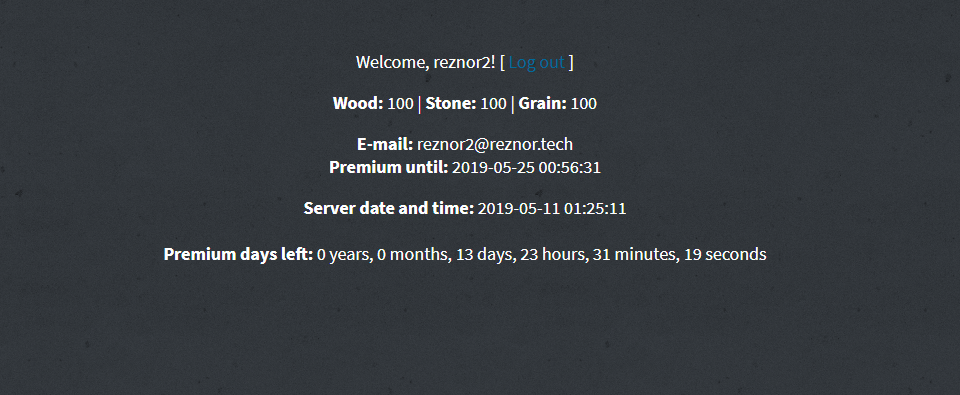 Welcome, reznor2! [ Log out ]
Wood: 100 | Stone: 100 | Grain: 100
E-mail: reznor2@reznor.tech
Premium until: 2019-05-25 00:56:31
Server date and time: 2019-05-11 01:25:11
Premium days left: 0 years, 0 months, 13 days, 23 hours, 31 minutes, 19 seconds